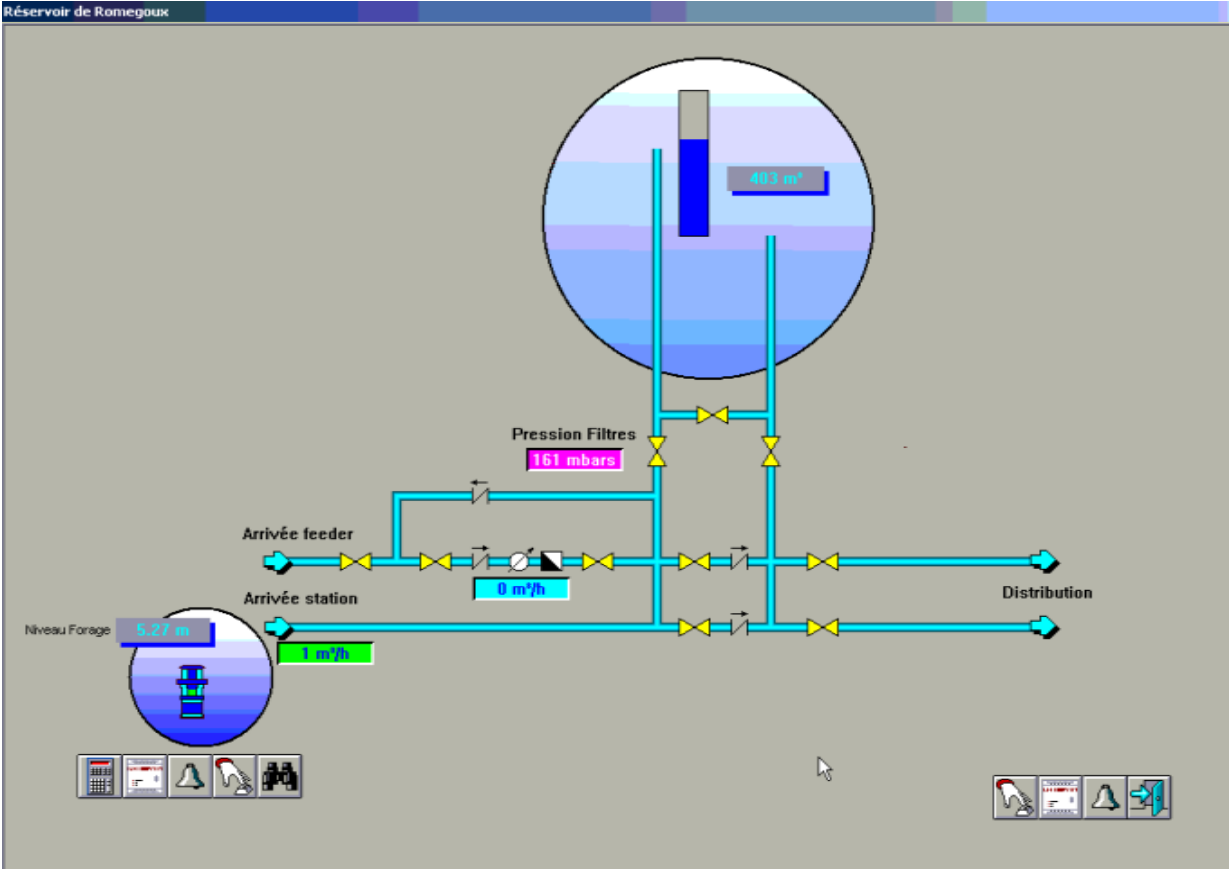 Réservoir de Romegoux
403 m³
Pression Filtres
161 mbars
Arrivée feeder
0 m³/h
Arrivée station
Distribution
Niveau Forage
5.27 m
1 m³/h